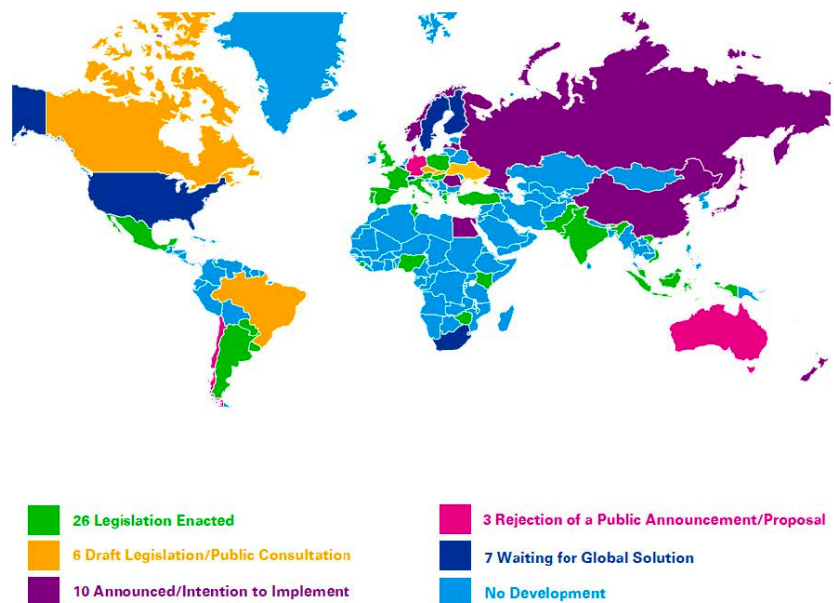 26 Legislation Enacted
6 Draft Legislation/Public Consultation
10 Announced/Intention to Implement
3 Rejection of a Public Announcement/Proposal
7 Waiting for Global Solution
No Development